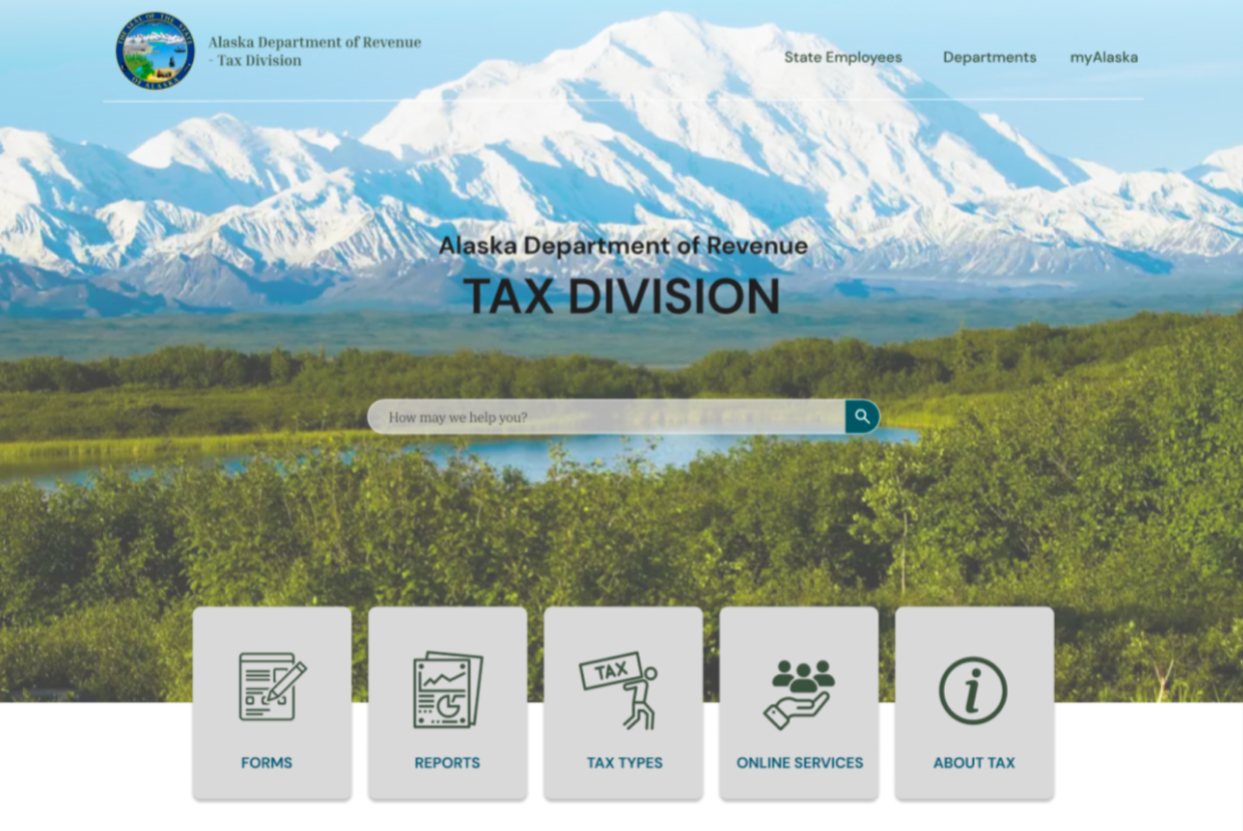 THE SEAL OF THE STATE
OF ALASKA
Alaska Department of Revenue
- Tax Division
State Employees
Departments
myAlaska
Alaska Department of Revenue
TAX DIVISION
How may we help you?
TAX
FORMS
REPORTS
TAX TYPES
ONLINE SERVICES
ABOUT TAX